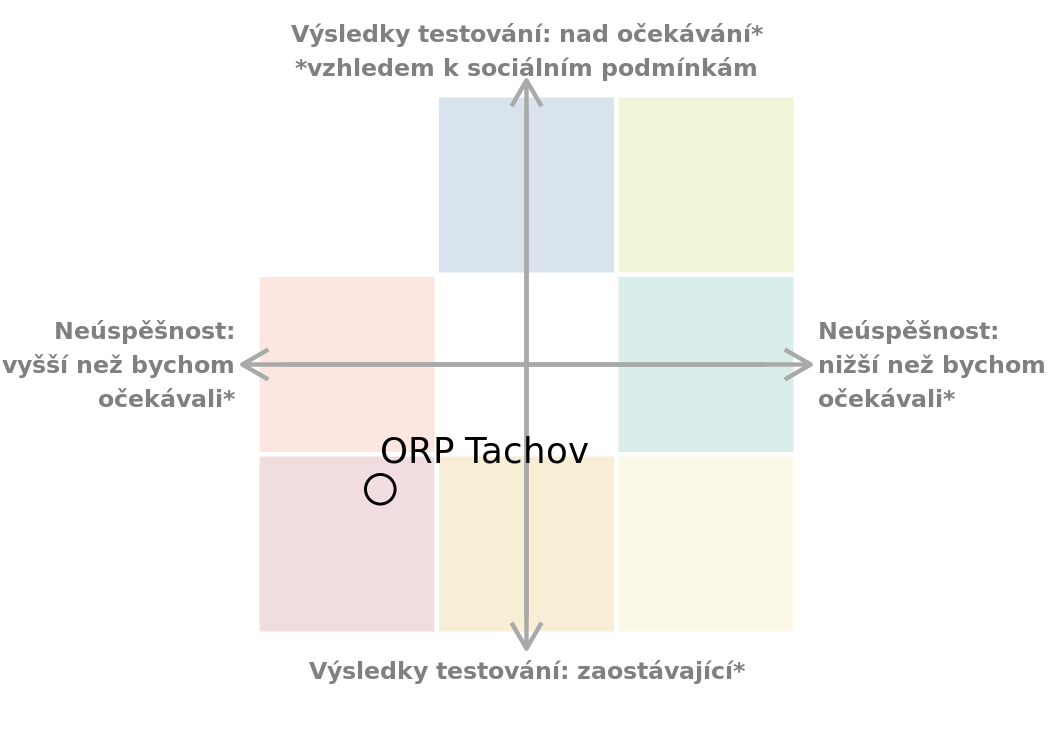 Výsledky testování: nad očekávání*
*vzhledem k sociálním podmínkám
Neúspěšnost:
vyšší než bychom
očekávali*
Neúspěšnost:
nižší než bychom
očekávali*
ORP Tachov
Výsledky testování: zaostávající*